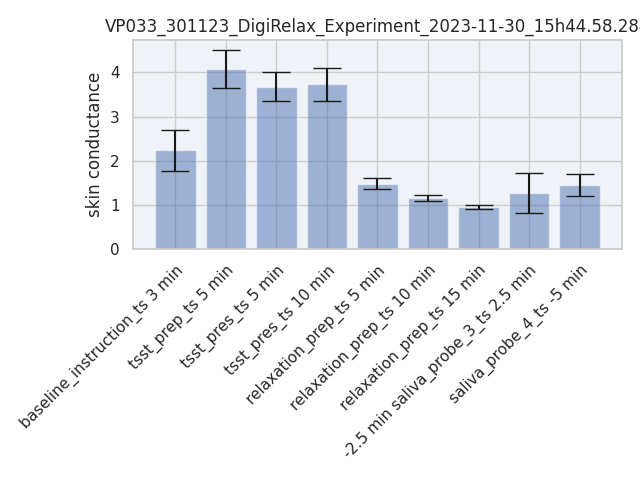 VP033_301123_DigiRelax_Experiment_2023-11-30_15h44.58.28
skin conductance
4
3
2
1
0
baseline_instruction_ts 3 min
tsst_prep_ts 5 min
tsst_pres_ts 5 min
tsst_pres_ts 10 min
relaxation_prep_ts 5 min
relaxation_prep_ts 10 min
relaxation_prep_ts 15 min
-2.5 min saliva_probe_3_ts 2.5 min
saliva_probe_4_ts -5 min